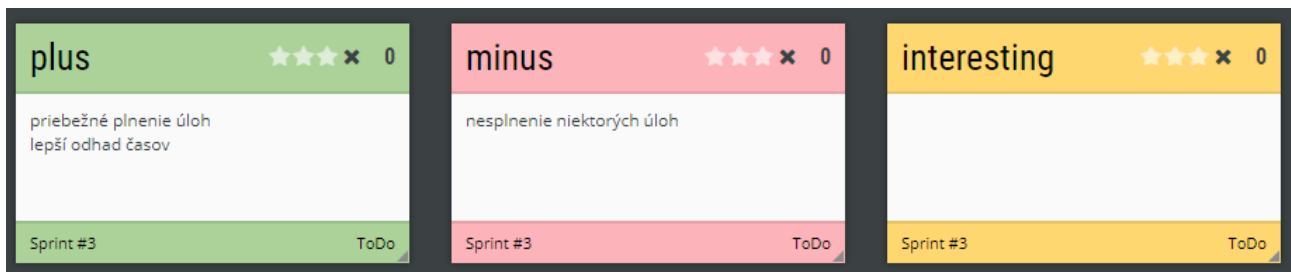 plus 0
priebežné plnenie úloh
lepší odhad časov
Sprint #3 ToDo
minus 0
nesplnenie niektorých úloh
Sprint #3 ToDo
interesting 0
Sprint #3 ToDo